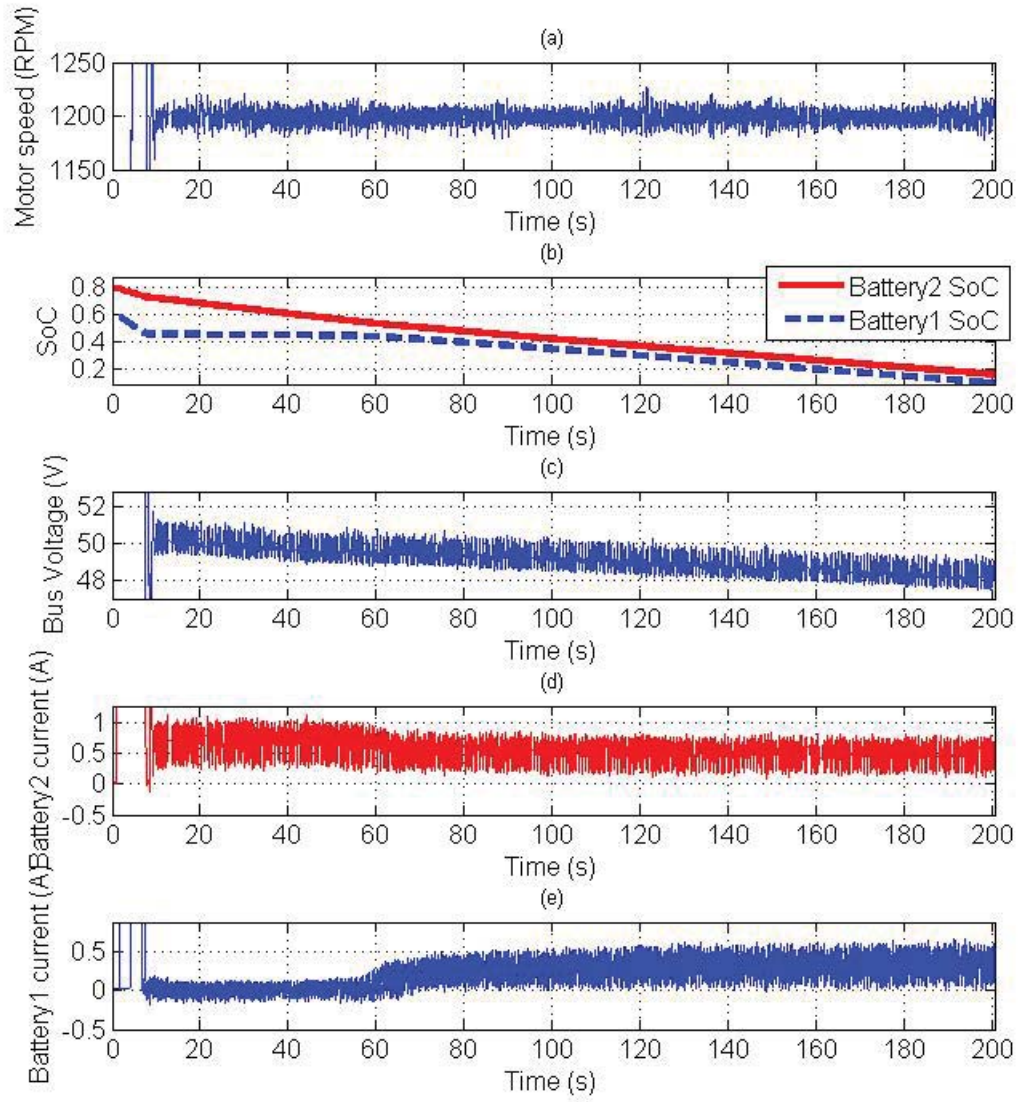 (a)
Motor speed (RPM)
1250
1200
1150
0 20 40 60 80 100 120 140 160 180 200
Time (s)
(b)
SoC
0.8
0.6
0.4
0.2
Battery2 SoC
Battery1 SoC
0 20 40 60 80 100 120 140 160 180 200
Time (s)
(c)
Bus Voltage (V)
52
50
48
0 20 40 60 80 100 120 140 160 180 200
Time (s)
(d)
Battery2 current (A)
1
0.5
0
-0.5
0 20 40 60 80 100 120 140 160 180 200
Time (s)
(e)
Battery1 current (A)
0.5
0
-0.5
0 20 40 60 80 100 120 140 160 180 200
Time (s)